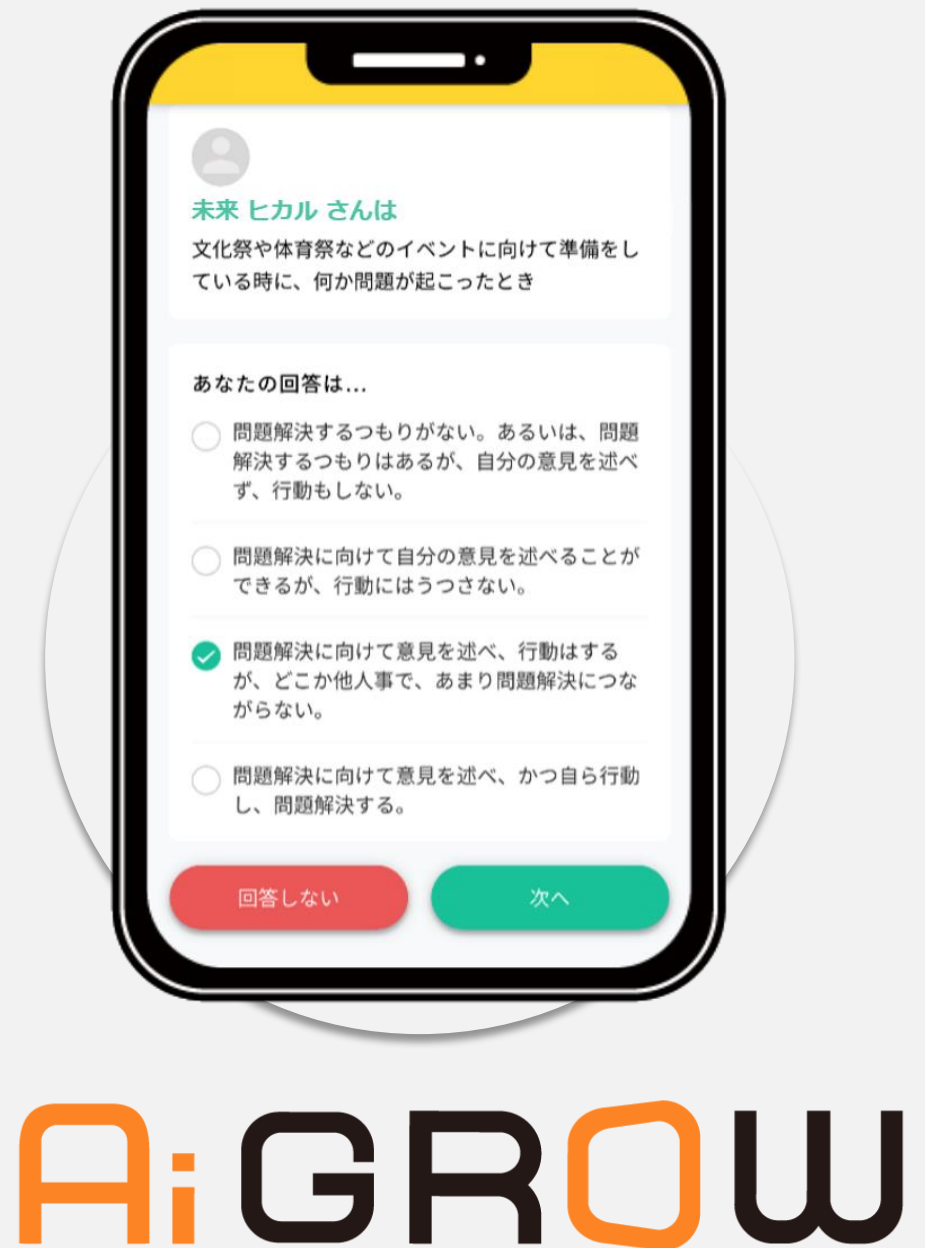 未来 ヒカル さんは
文化祭や体育祭などのイベントに向けて準備をし
ている時に、何か問題が起こったとき
あなたの回答は...
問題解決するつもりがない。あるいは、問題
解決するつもりはあるが、自分の意見を述べ
ず、行動もしない。
問題解決に向けて自分の意見を述べることが
できるが、行動にはうつさない。
問題解決に向けて意見を述べ、行動はする
が、どこか他人事で、あまり問題解決につな
がらない。
問題解決に向けて意見を述べ、かつ自ら行動
し、問題解決する。
回答しない
次へ
AiGROW